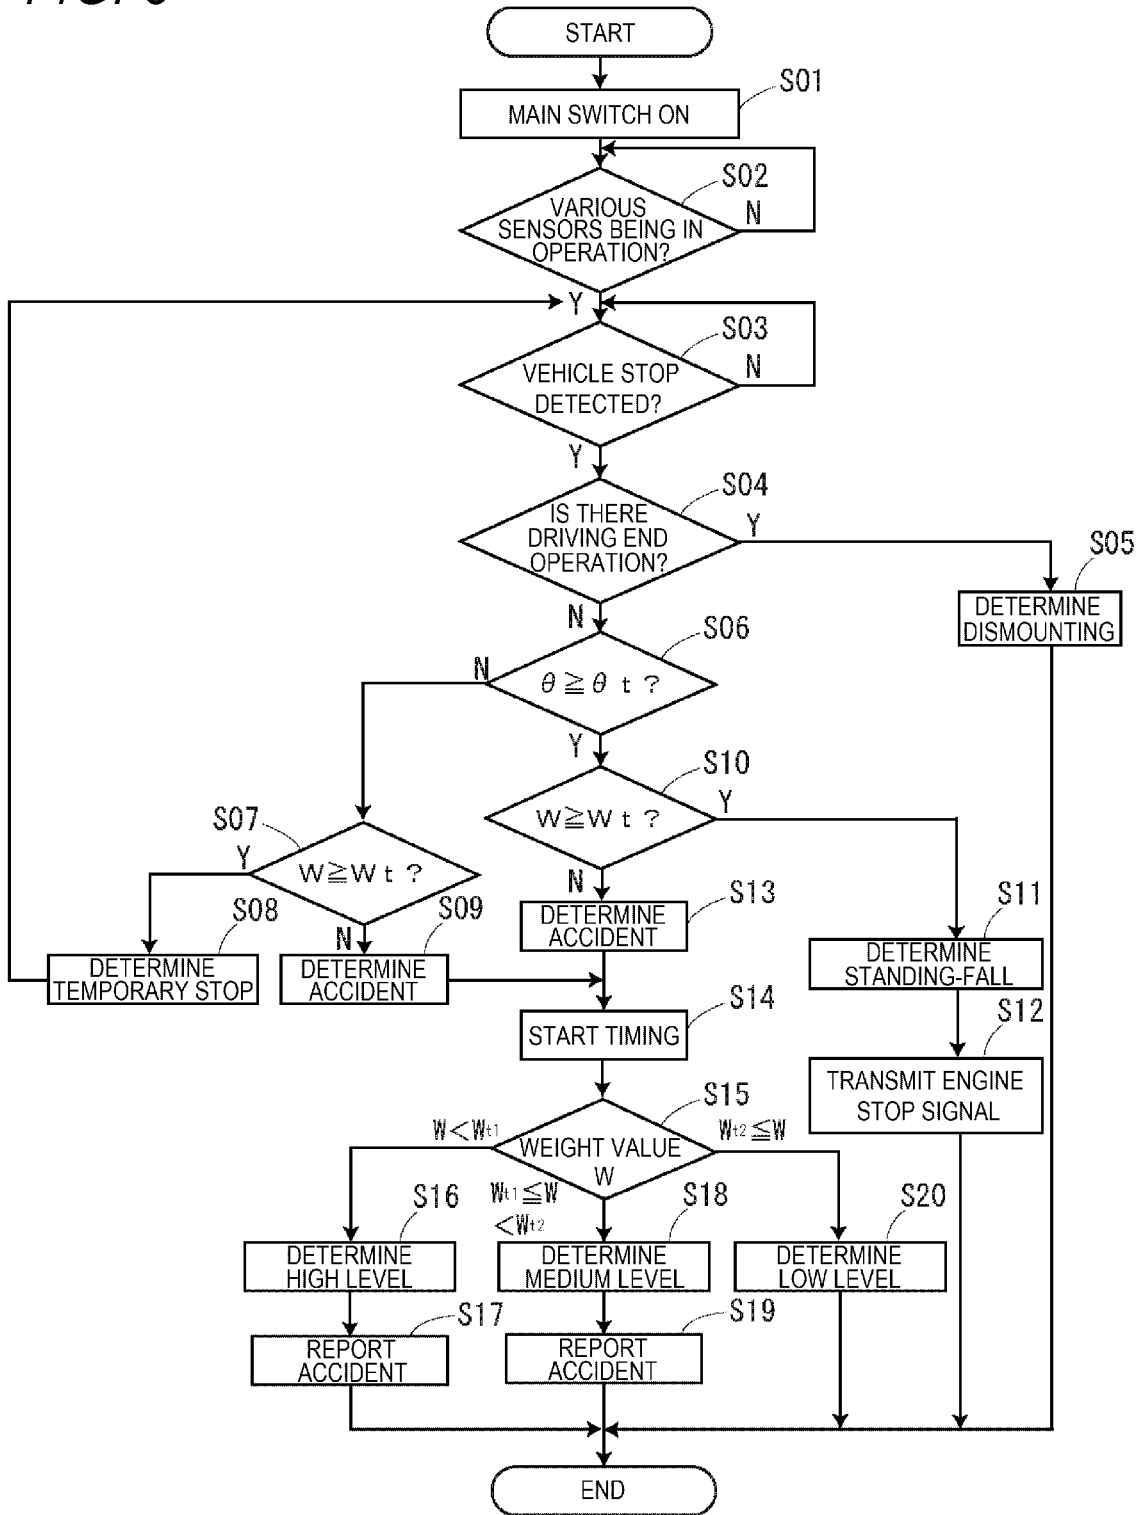 START
S01
MAIN SWITCH ON
S02
VARIOUS
SENSORS BEING IN
OPERATION?
N
Y
S03
VEHICLE STOP
DETECTED?
N
Y
S04
IS THERE
DRIVING END
OPERATION?
Y
S05
DETERMINE
DISMOUNTING
N
S06
θ≧θt?
N
Y
S10
W≧Wt?
Y
S07
W≧Wt?
Y
N
S13
DETERMINE
ACCIDENT
S08
DETERMINE
TEMPORARY STOP
N
S09
DETERMINE
ACCIDENT
S11
DETERMINE
STANDING-FALL
S14
START TIMING
S12
TRANSMIT ENGINE
STOP SIGNAL
S15
WEIGHT VALUE
W
W<Wt1
Wt2≦W
Wt1≦W
<Wt2
S16
DETERMINE
HIGH LEVEL
S18
DETERMINE
MEDIUM LEVEL
S20
DETERMINE
LOW LEVEL
S17
REPORT
ACCIDENT
S19
REPORT
ACCIDENT
END